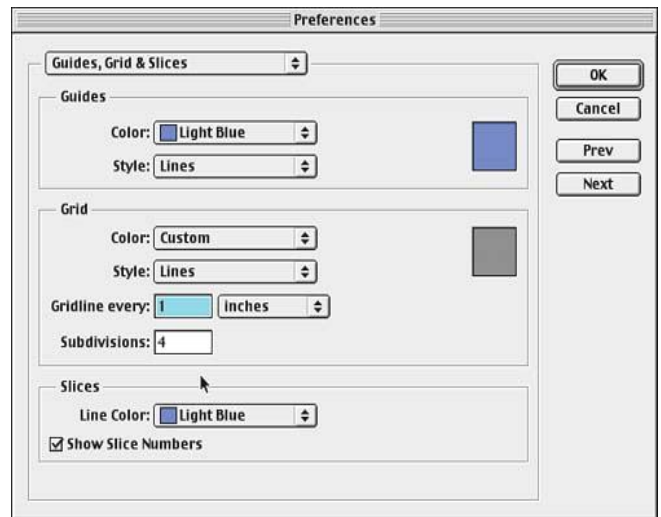 Preferences
Guides, Grid & Slices
OK
Cancel
Prev
Next
Guides
Color: Light Blue
Style: Lines
Grid
Color: Custom
Style: Lines
Gridline every: 1 inches
Subdivisions: 4
Slices
Line Color: Light Blue
Show Slice Numbers